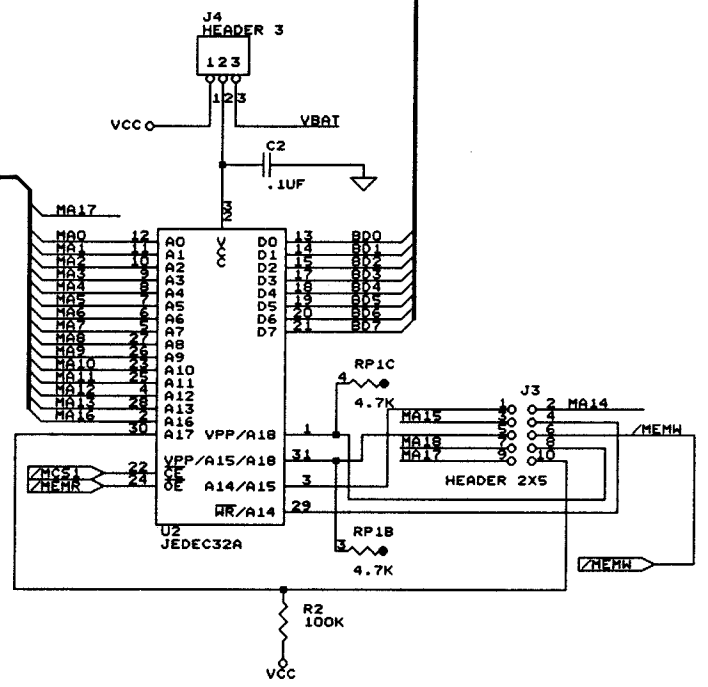 J4
HEADER 3
123
1 2 3
VCC
VBAT
C2
.1UF
32
MA17
MA0 12 A0 VCC D0 13 BD0
MA1 11 A1 D1 14 BD1
MA2 10 A2 D2 15 BD2
MA3 9 A3 D3 17 BD3
MA4 8 A4 D4 18 BD4
MA5 7 A5 D5 19 BD5
MA6 6 A6 D6 20 BD6
MA7 5 A7 D7 21 BD7
MA8 27 A8
MA9 26 A9
MA10 23 A10
MA11 25 A11
MA12 4 A12
MA13 28 A13
MA16 2 A16
30 A17 VPP/A18 1
RP1C
4
4.7K
J3
1 2 MA14
MA15 3 4
5 6 /MEMW
MA18 7 8
MA17 9 10
HEADER 2X5
VPP/A15/A18 31
/MCS1 22 CE
/MEMR 24 OE A14/A15 3
WR/A14 29
U2
JEDEC32A
RP1B
3
4.7K
/MEMW
R2
100K
VCC